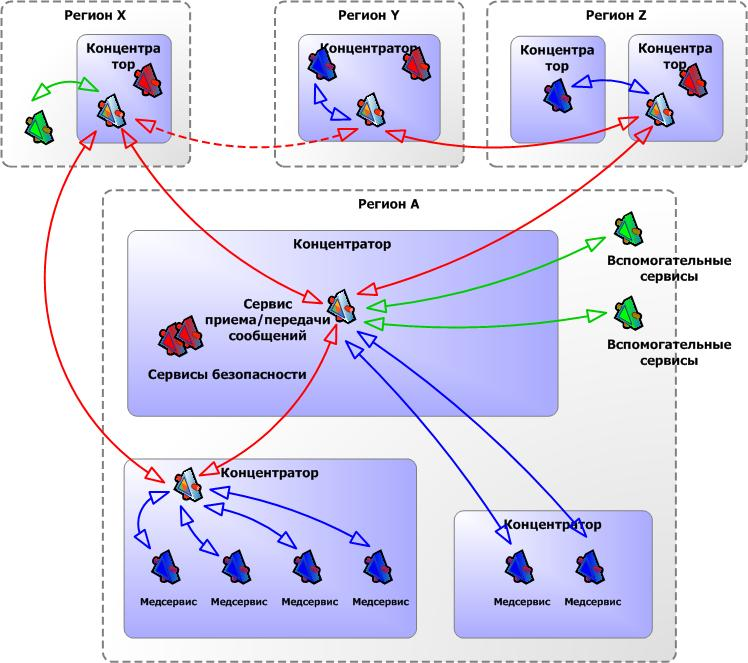 Регион X
Регион Y
Регион Z
Концентра
тор
Концентратор
Концентра
тор
Концентра
тор
Регион A
Концентратор
Вспомогательные
сервисы
Сервис
приема/передачи
сообщений
Вспомогательные
сервисы
Сервисы безопасности
Концентратор
Концентратор
Медсервис
Медсервис
Медсервис
Медсервис
Медсервис
Медсервис